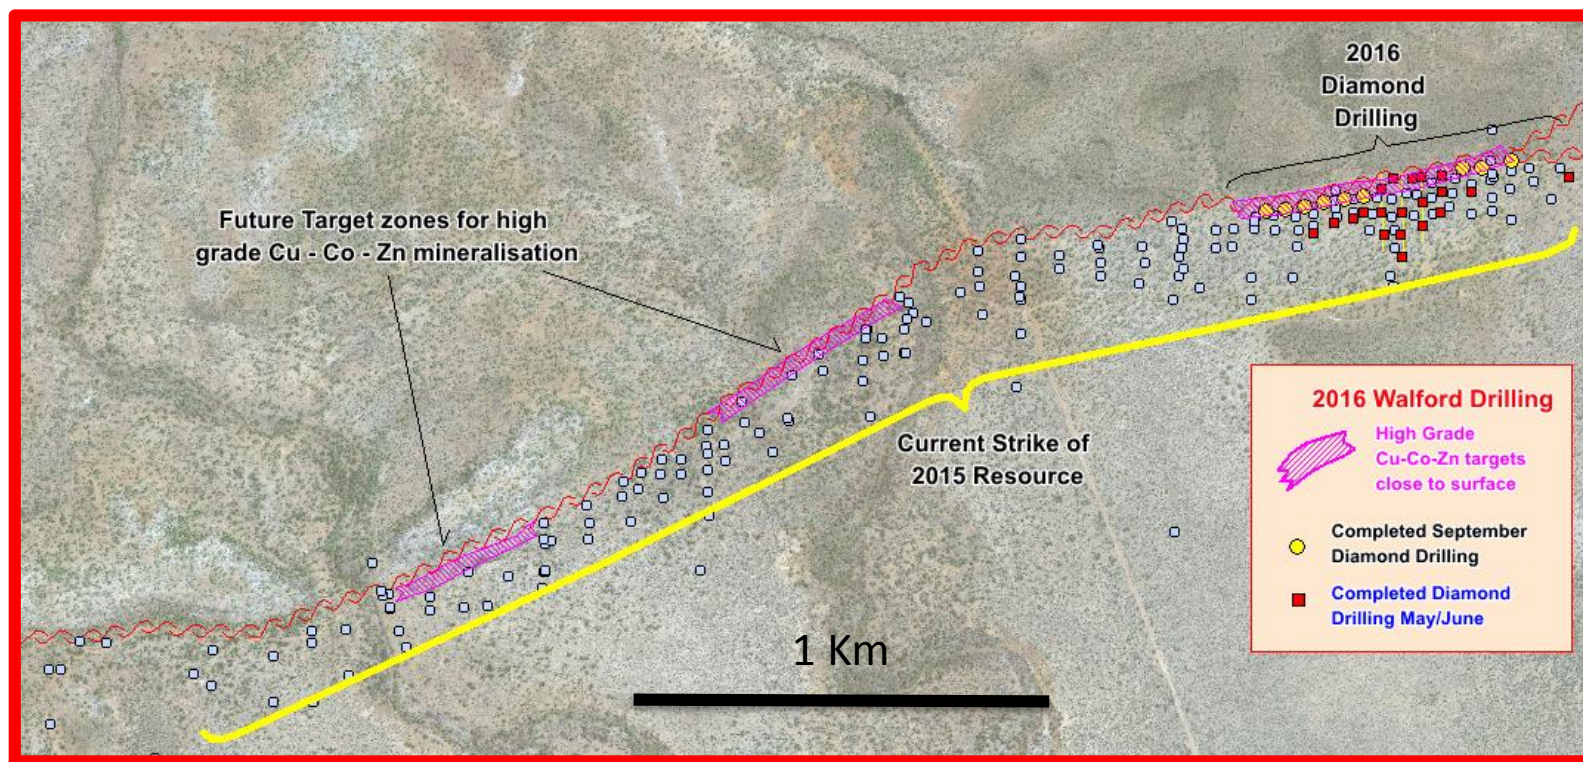 2016
Diamond
Drilling
Future Target zones for high
grade Cu - Co - Zn mineralisation
Current Strike of
2015 Resource
2016 Walford Drilling
High Grade
Cu-Co-Zn targets
close to surface
Completed September
Diamond Drilling
Completed Diamond
Drilling May/June
1 Km